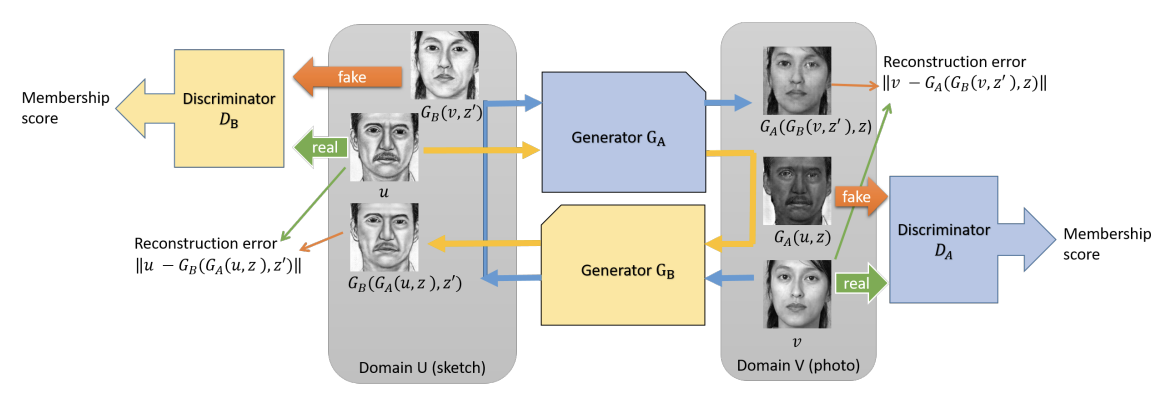 Membership
score
Discriminator
D_B
fake
real
G_B(v, z′)
u
Reconstruction error
‖u − G_B(G_A(u, z), z′)‖
G_B(G_A(u, z), z′)
Domain U (sketch)
Generator G_A
Generator G_B
G_A(G_B(v, z′), z)
G_A(u, z)
v
Domain V (photo)
Reconstruction error
‖v − G_A(G_B(v, z′), z)‖
fake
real
Discriminator
D_A
Membership
score